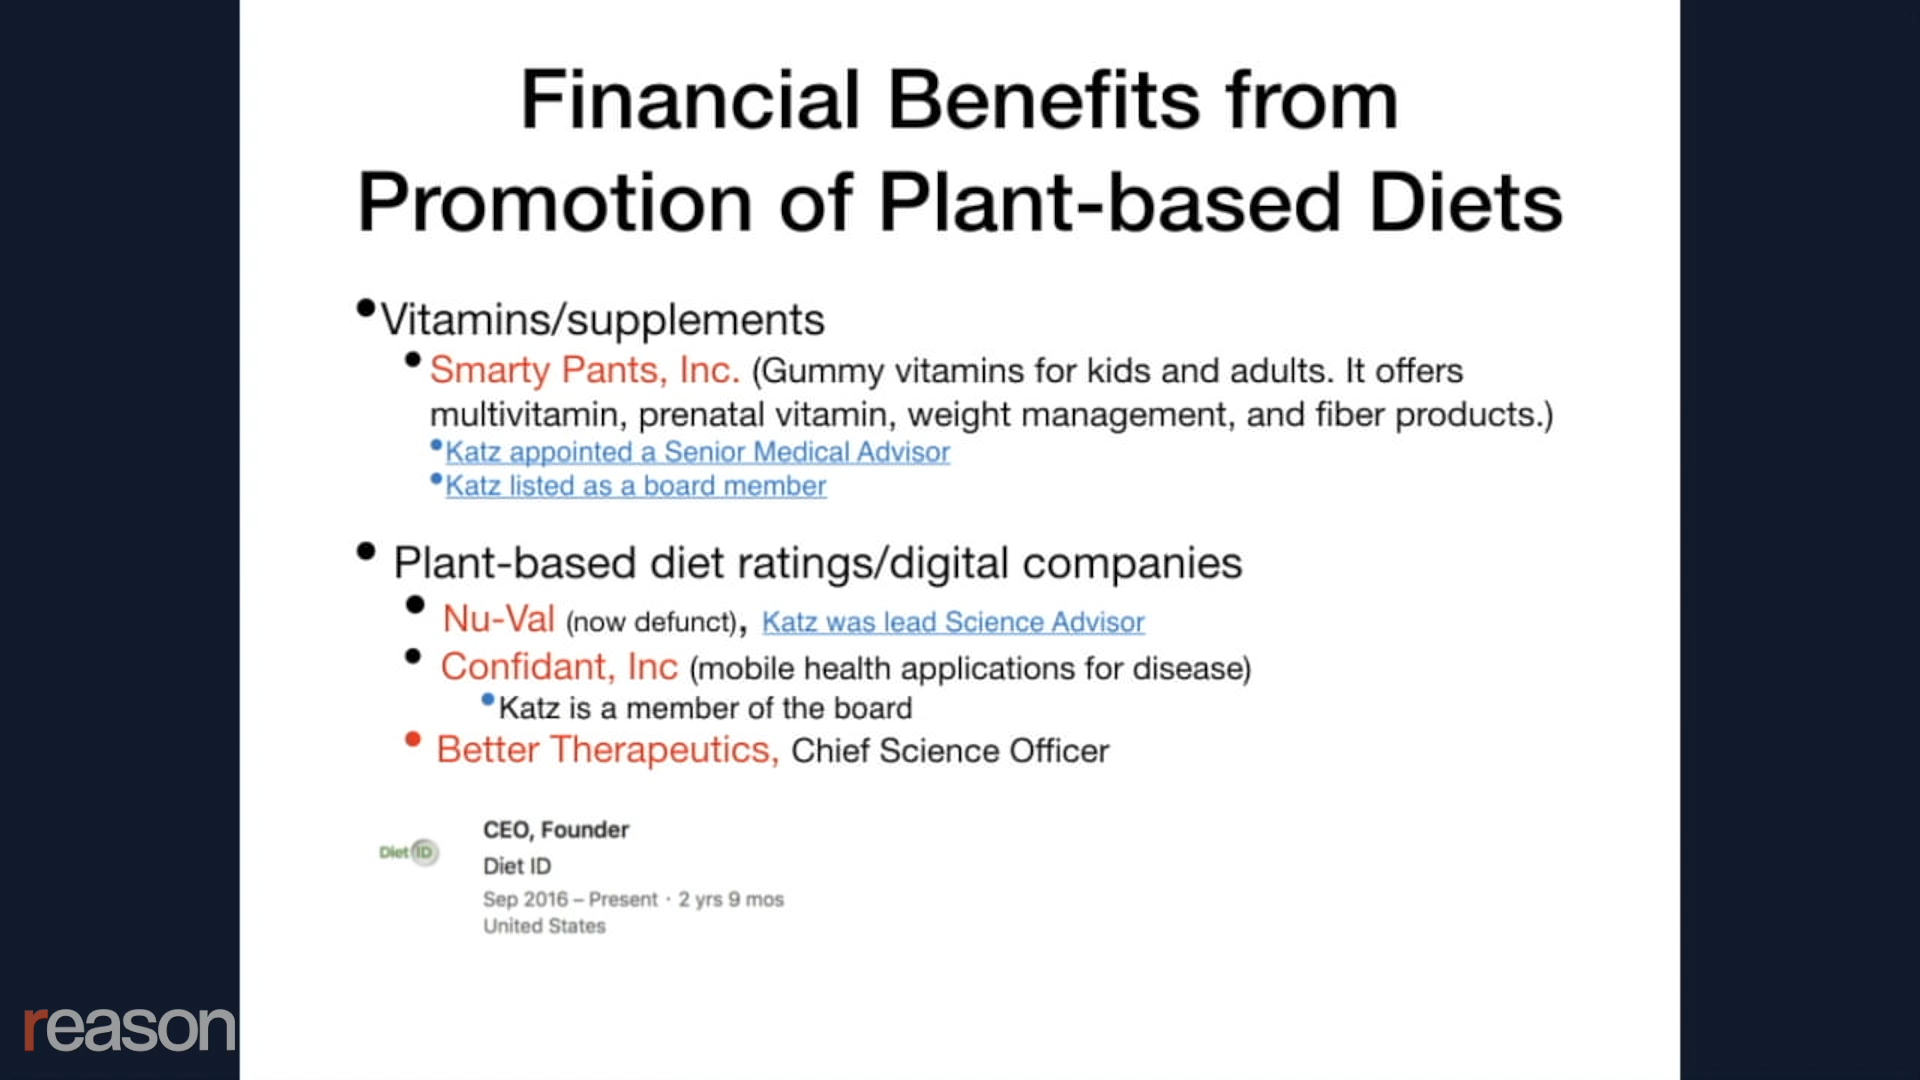 Financial Benefits from
Promotion of Plant-based Diets
•Vitamins/supplements
• Smarty Pants, Inc. (Gummy vitamins for kids and adults. It offers
multivitamin, prenatal vitamin, weight management, and fiber products.)
•Katz appointed a Senior Medical Advisor
•Katz listed as a board member
• Plant-based diet ratings/digital companies
• Nu-Val (now defunct), Katz was lead Science Advisor
• Confidant, Inc (mobile health applications for disease)
•Katz is a member of the board
• Better Therapeutics, Chief Science Officer
CEO, Founder
Diet ID
Diet ID
Sep 2016 – Present · 2 yrs 9 mos
United States
reason